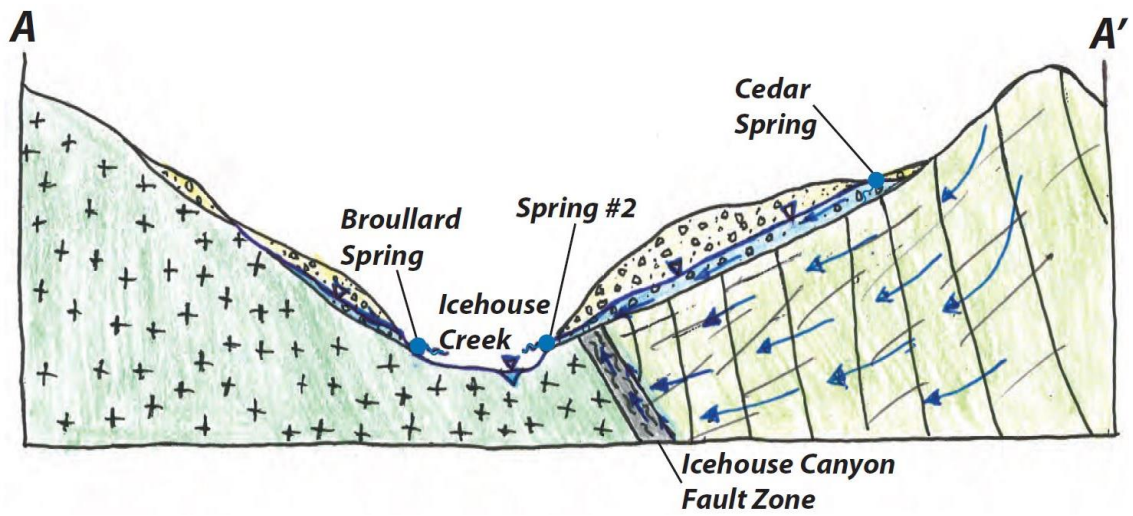 A
A'
Cedar
Spring
Spring #2
Broullard
Spring
Icehouse
Creek
Icehouse Canyon
Fault Zone